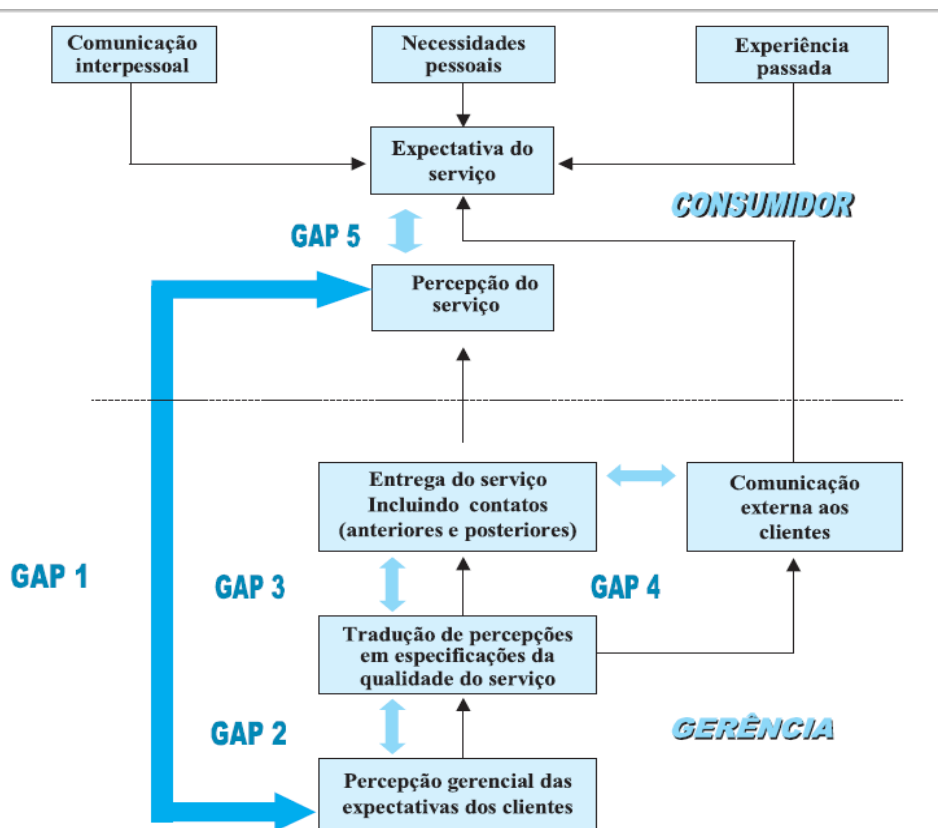 Comunicação
interpessoal
Necessidades
pessoais
Experiência
passada
Expectativa do
serviço
CONSUMIDOR
GAP 5
Percepção do
serviço
Entrega do serviço
Incluindo contatos
(anteriores e posteriores)
Comunicação
externa aos
clientes
GAP 1
GAP 3
GAP 4
Tradução de percepções
em especificações da
qualidade do serviço
GAP 2
GERÊNCIA
Percepção gerencial das
expectativas dos clientes